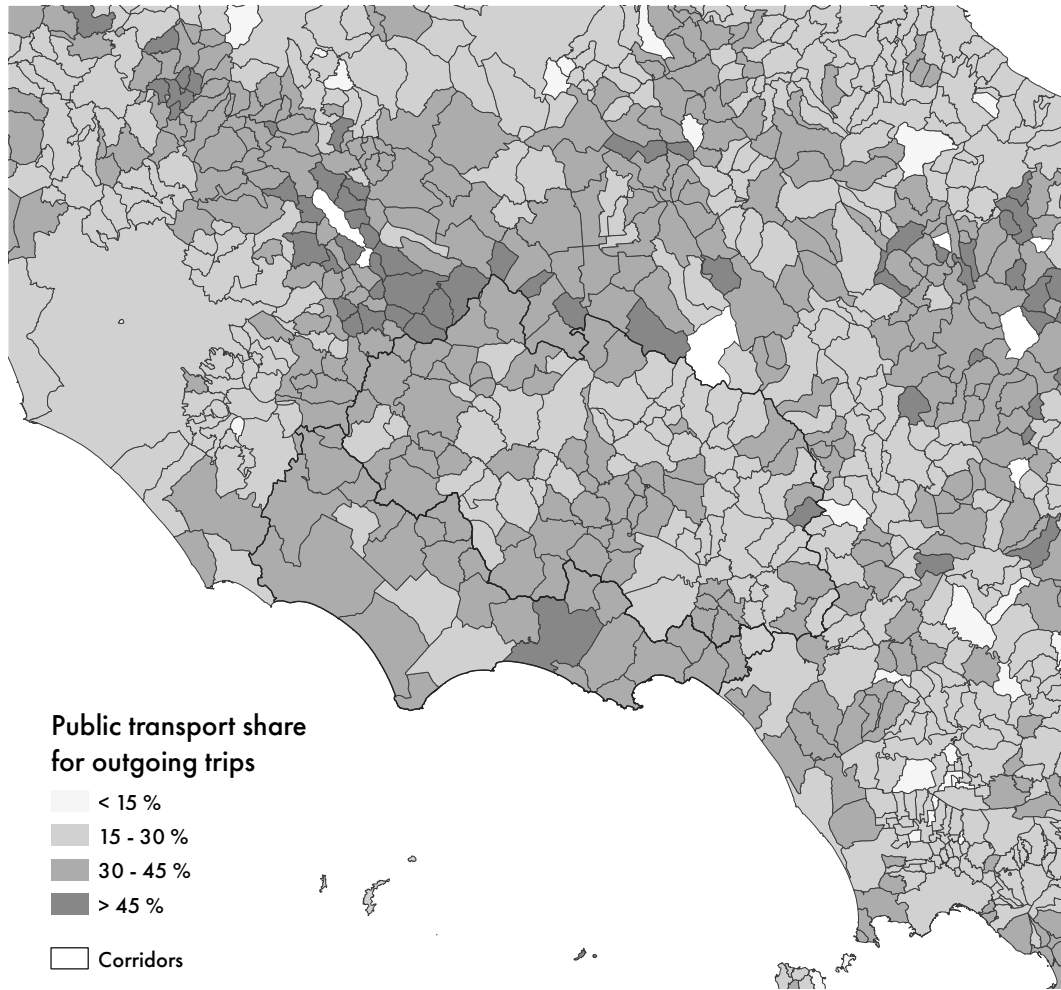 Public transport share
for outgoing trips
< 15 %
15 - 30 %
30 - 45 %
> 45 %
Corridors